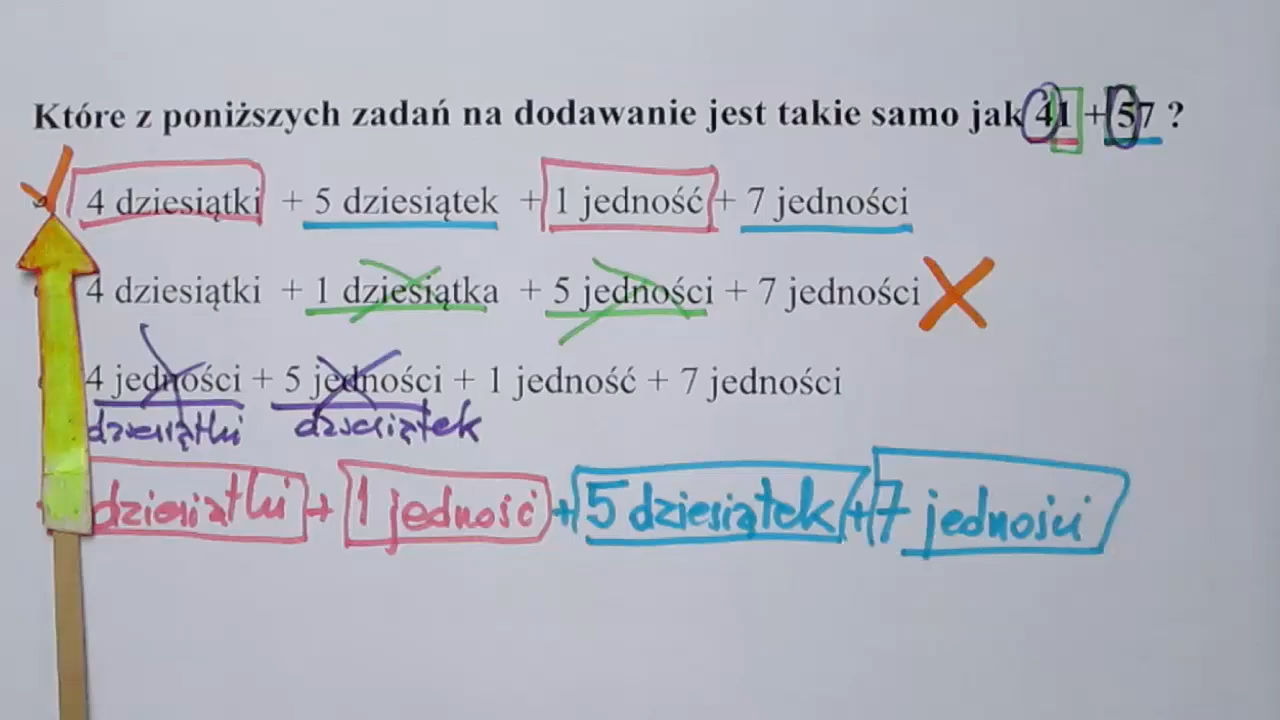 Które z poniższych zadań na dodawanie jest takie samo jak 41 + 57 ?
4 dziesiątki + 5 dziesiątek + 1 jedność + 7 jedności
4 dziesiątki + 1 dziesiątka + 5 jedności + 7 jedności
4 jedności + 5 jedności + 1 jedność + 7 jedności
dziesiątki dziesiątek
dziesiątki + 1 jedność + 5 dziesiątek + 7 jedności